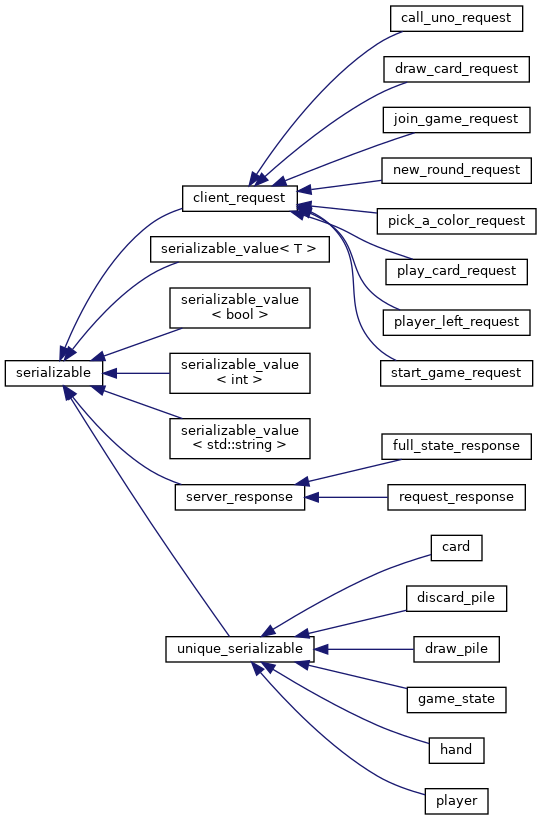 call_uno_request
draw_card_request
join_game_request
new_round_request
client_request
pick_a_color_request
serializable_value< T >
play_card_request
serializable_value
< bool >
player_left_request
serializable
serializable_value
< int >
start_game_request
serializable_value
< std::string >
full_state_response
server_response
request_response
card
discard_pile
unique_serializable
draw_pile
game_state
hand
player